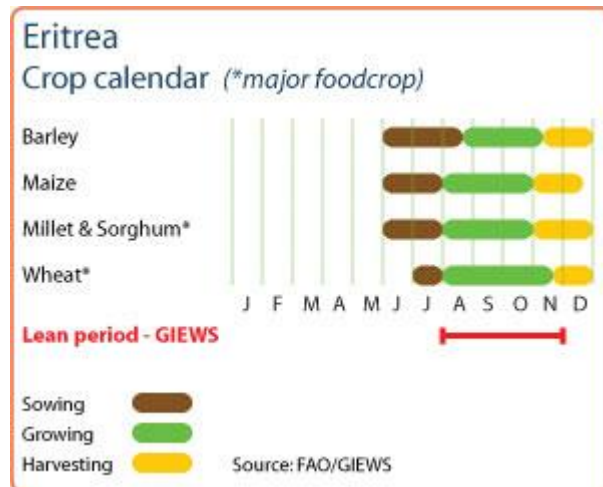 Eritrea
Crop calendar (*major foodcrop)
Barley
Maize
Millet & Sorghum*
Wheat*
J F M A M J J A S O N D
Lean period - GIEWS
Sowing
Growing
Harvesting
Source: FAO/GIEWS